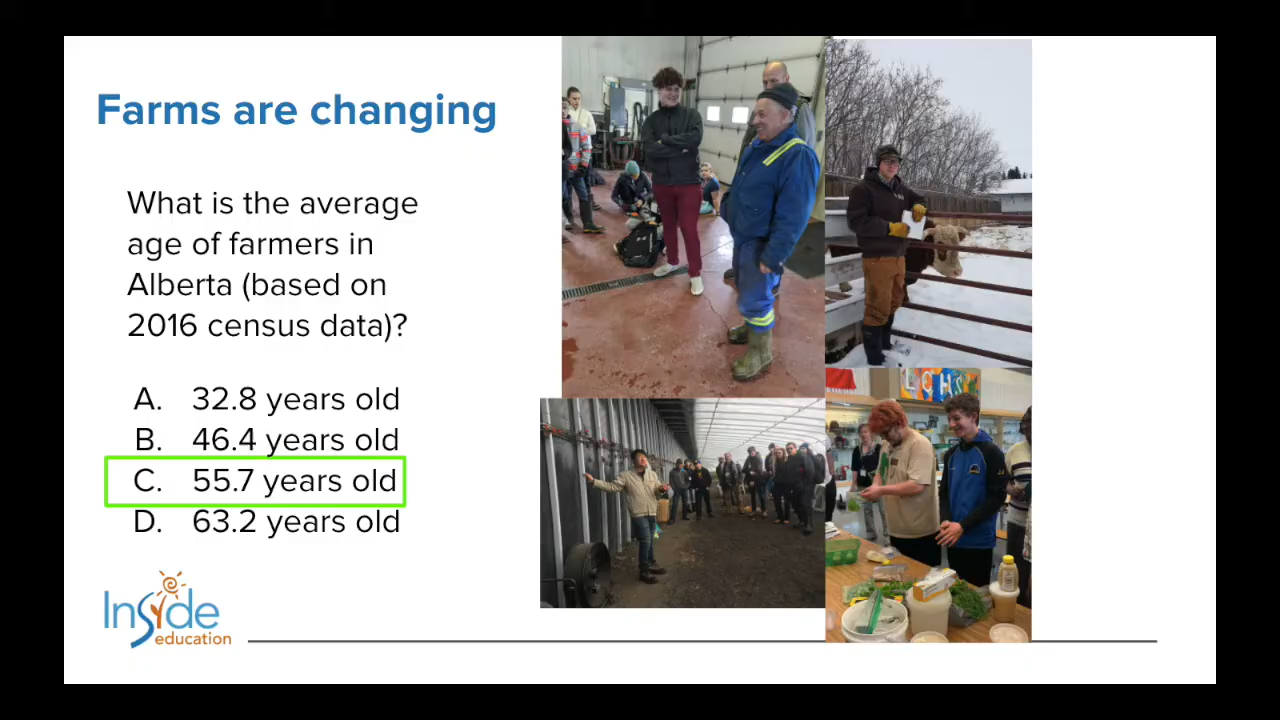 Farms are changing
What is the average
age of farmers in
Alberta (based on
2016 census data)?
A. 32.8 years old
B. 46.4 years old
C. 55.7 years old
D. 63.2 years old
InSide
education
LCHS